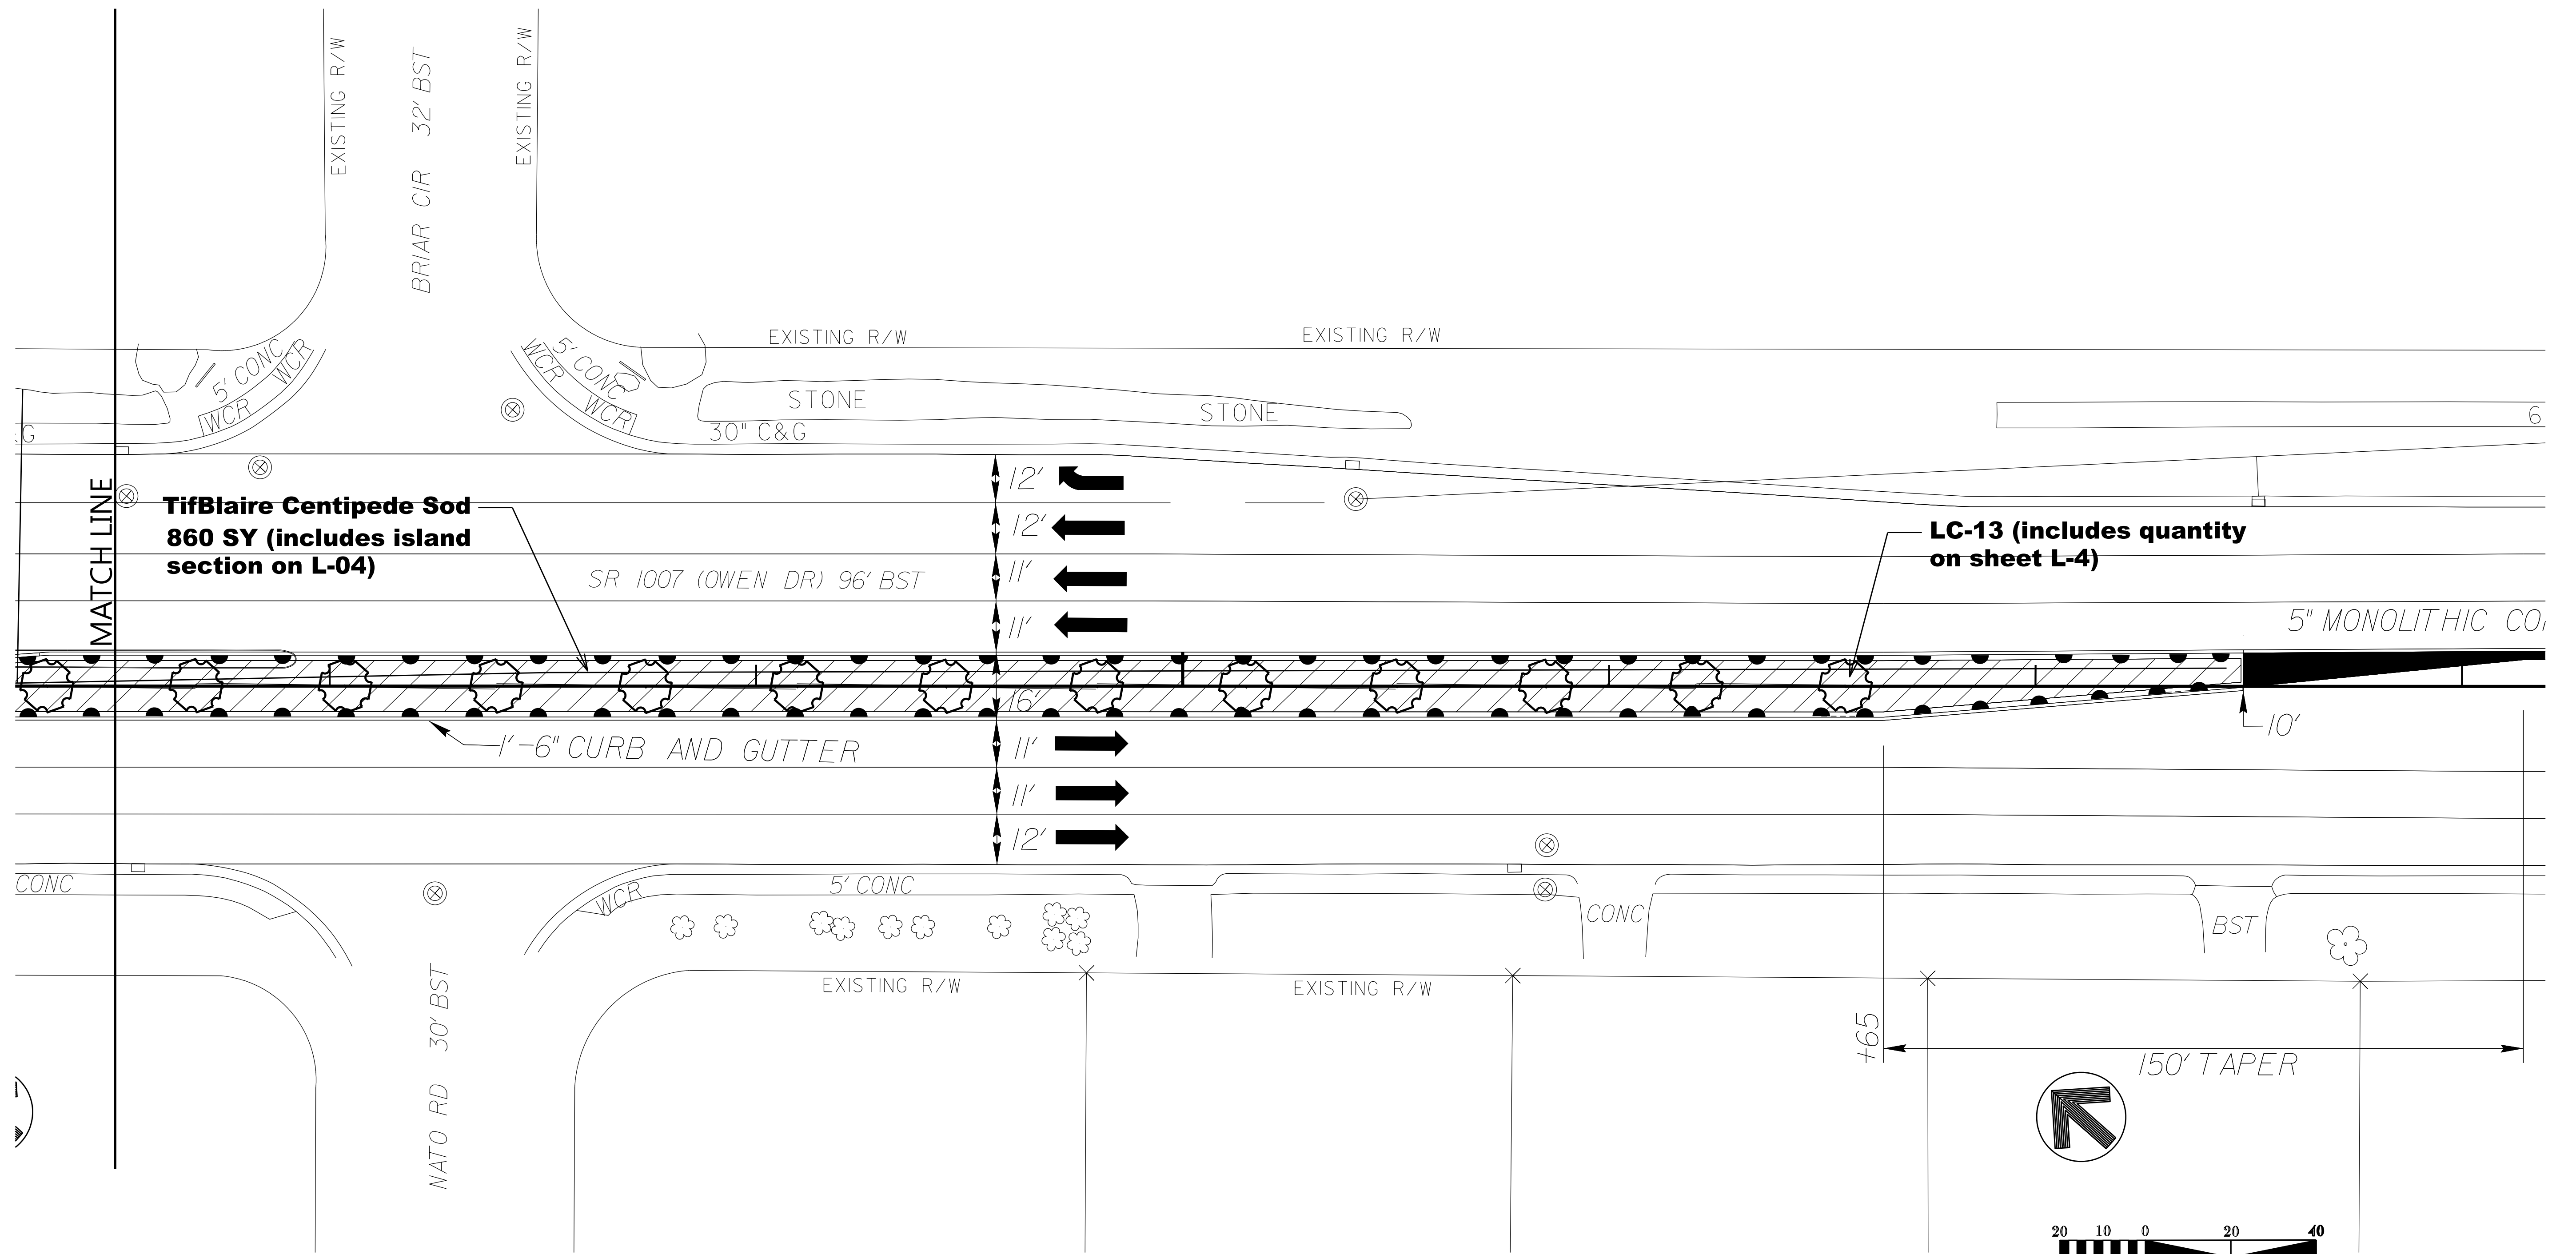 EXISTING R/W
BRIAR CIR 32' BST
EXISTING R/W
EXISTING R/W
EXISTING R/W
5' CONC
WCR
WCR
WCR
5' CONC
WCR
STONE
STONE
30" C&G
G
6
MATCH LINE
12'
12'
11'
11'
16'
11'
11'
12'
TifBlaire Centipede Sod
860 SY (includes island
section on L-04)
LC-13 (includes quantity
on sheet L-4)
SR 1007 (OWEN DR) 96' BST
5" MONOLITHIC CO
1'-6" CURB AND GUTTER
10'
CONC
WCR
5' CONC
CONC
BST
EXISTING R/W
EXISTING R/W
NATO RD 30' BST
+65
150' TAPER
20 10 0 20 40